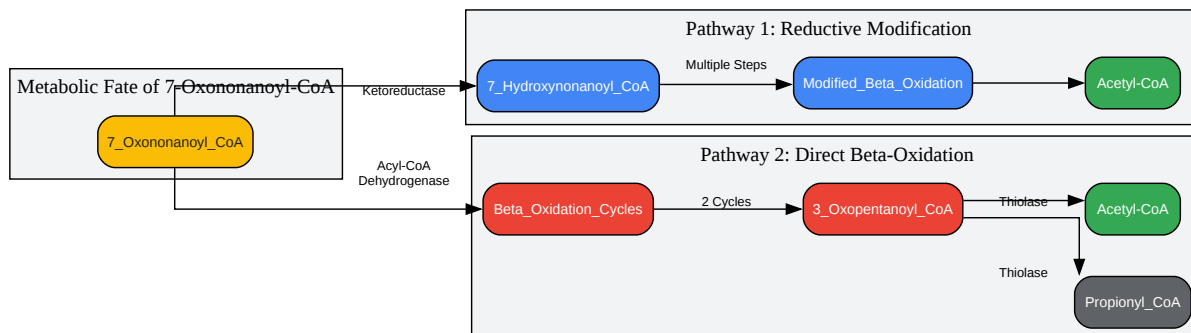 Pathway 1: Reductive Modification
Metabolic Fate of 7-Oxononanoyl-CoA
Ketoreductase
7_Hydroxynonanoyl_CoA
Multiple Steps
Modified_Beta_Oxidation
Acetyl-CoA
7_Oxononanoyl_CoA
Pathway 2: Direct Beta-Oxidation
Acyl-CoA
Dehydrogenase
Beta_Oxidation_Cycles
2 Cycles
3_Oxopentanoyl_CoA
Thiolase
Acetyl-CoA
Thiolase
Propionyl_CoA